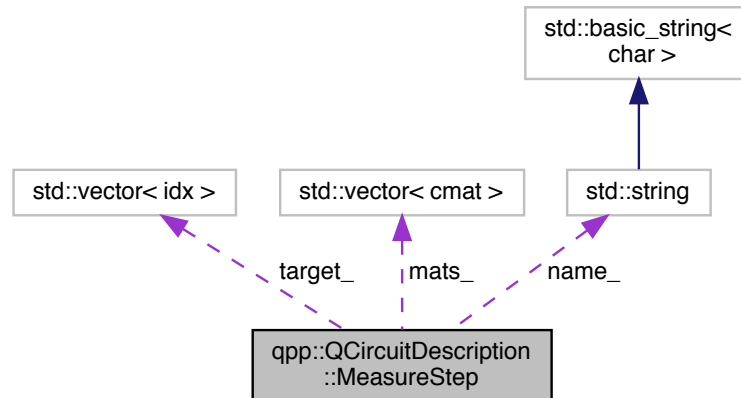 std::basic_string<
char >
std::vector< idx >
std::vector< cmat >
std::string
target_
mats_
name_
qpp::QCircuitDescription
::MeasureStep